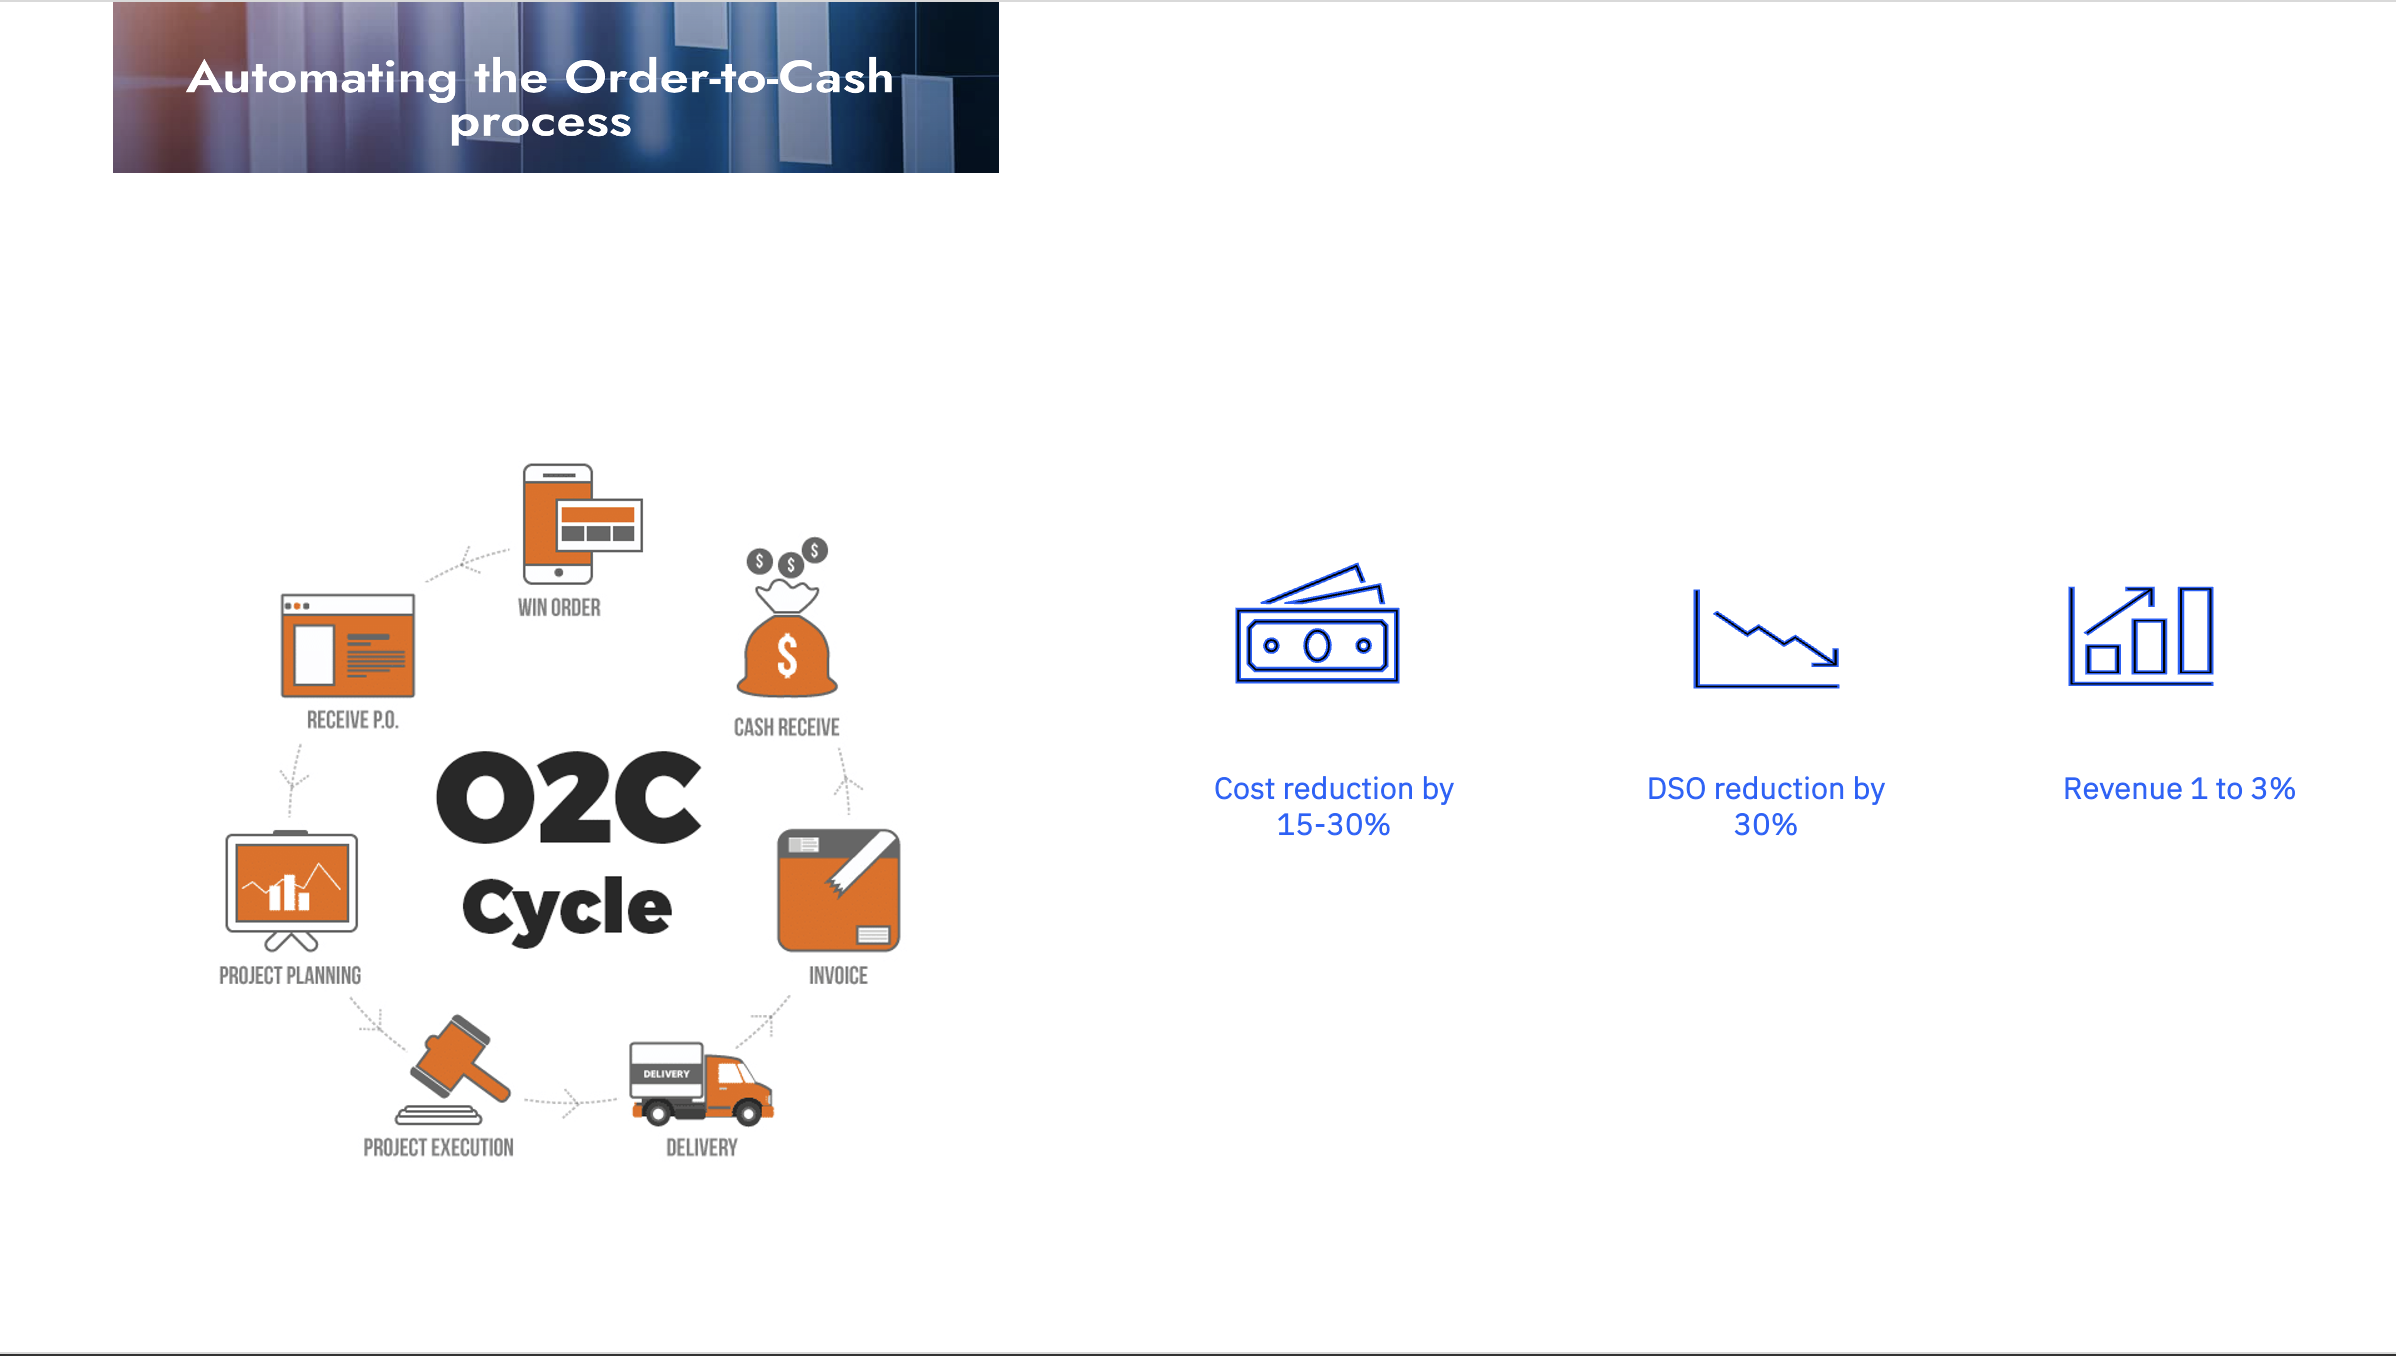 Automating the Order-to-Cash
process
WIN ORDER
RECEIVE P.O.
PROJECT PLANNING
PROJECT EXECUTION
DELIVERY
DELIVERY
INVOICE
$ $ $
$
CASH RECEIVE
O2C
Cycle
Cost reduction by
15-30%
DSO reduction by
30%
Revenue 1 to 3%